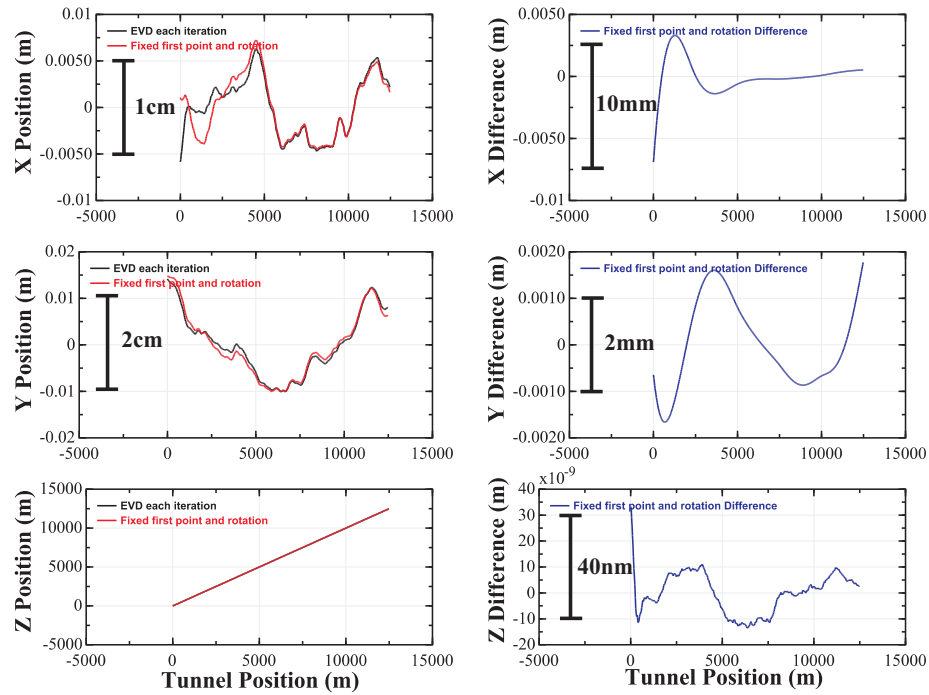 0.01
0.0050
0
-0.0050
-0.01
X Position (m)
EVD each iteration
Fixed first point and rotation
1cm
-5000 0 5000 10000 15000
0.0050
0
-0.0050
-0.01
X Difference (m)
Fixed first point and rotation Difference
10mm
-5000 0 5000 10000 15000
0.02
0.01
0
-0.01
-0.02
Y Position (m)
EVD each iteration
Fixed first point and rotation
2cm
-5000 0 5000 10000 15000
0.0020
0.0010
0
-0.0010
-0.0020
Y Difference (m)
Fixed first point and rotation Difference
2mm
-5000 0 5000 10000 15000
15000
10000
5000
0
-5000
Z Position (m)
EVD each iteration
Fixed first point and rotation
-5000 0 5000 10000 15000
Tunnel Position (m)
x10-9
40
30
20
10
0
-10
-20
Z Difference (m)
Fixed first point and rotation Difference
40nm
-5000 0 5000 10000 15000
Tunnel Position (m)